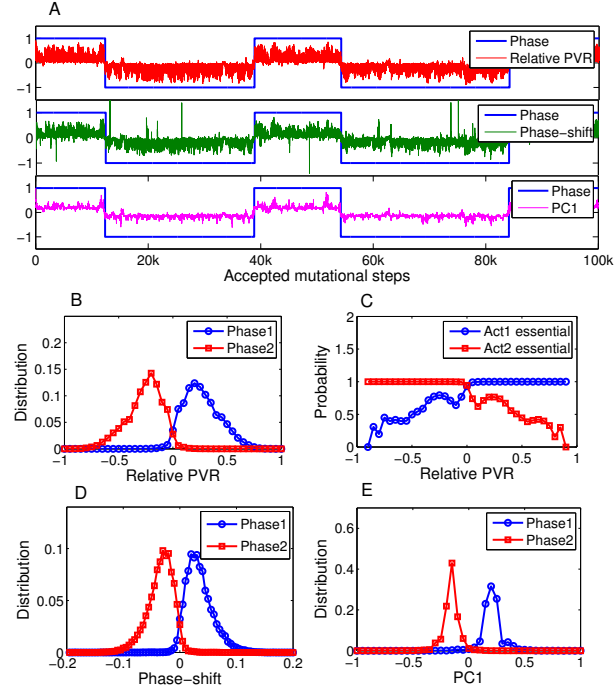 A
1
0
−1
Phase
Relative PVR
1
0
−1
Phase
Phase−shift
1
0
−1
Phase
PC1
0 20k 40k 60k 80k 100k
Accepted mutational steps
B
Distribution
0.2
0.15
0.1
0.05
0
Phase1
Phase2
−1 −0.5 0 0.5 1
Relative PVR
C
Probability
2
1.5
1
0.5
0
Act1 essential
Act2 essential
−1 −0.5 0 0.5 1
Relative PVR
D
Distribution
0.1
0.05
0
Phase1
Phase2
−0.2 −0.1 0 0.1 0.2
Phase−shift
E
Distribution
0.6
0.4
0.2
0
Phase1
Phase2
−1 −0.5 0 0.5 1
PC1